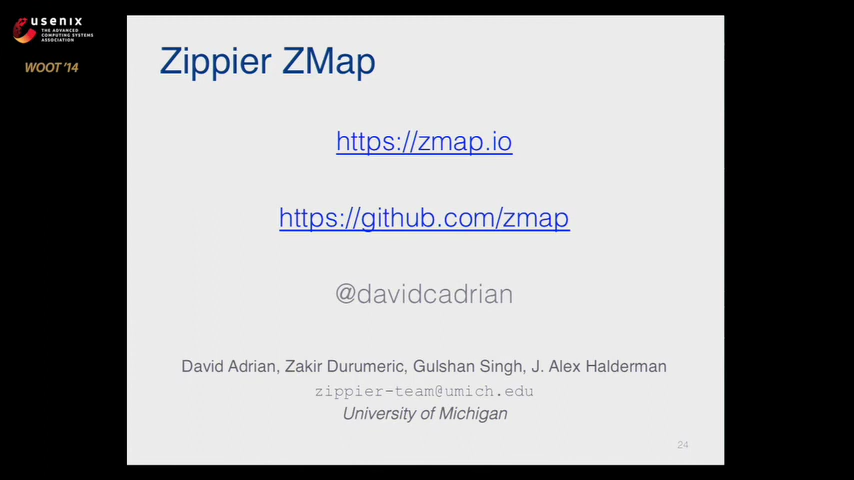 usenix
THE ADVANCED
COMPUTING SYSTEMS
ASSOCIATION
WOOT '14
Zippier ZMap
https://zmap.io
https://github.com/zmap
@davidcadrian
David Adrian, Zakir Durumeric, Gulshan Singh, J. Alex Halderman
zippier-team@umich.edu
University of Michigan
24